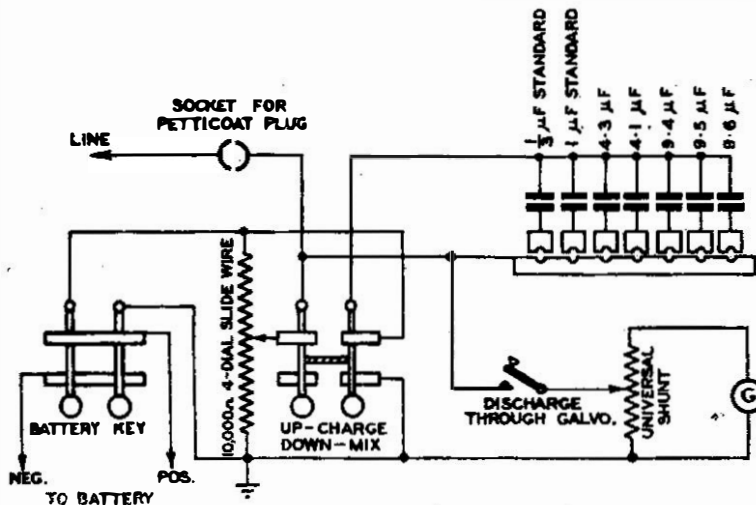 SOCKET FOR
PETTICOAT PLUG
LINE
1/3 µF STANDARD
1 µF STANDARD
4·3 µF
4·1 µF
9·4 µF
9·5 µF
9·6 µF
10,000Ω 4-DIAL SLIDE WIRE
BATTERY KEY
UP-CHARGE
DOWN-MIX
DISCHARGE
THROUGH GALVO.
UNIVERSAL
SHUNT
G
NEG.
POS.
TO BATTERY